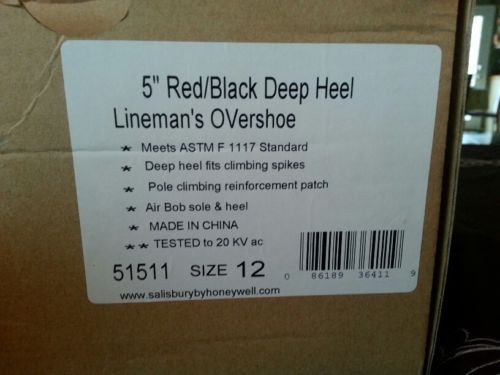 5" Red/Black Deep Heel
Lineman's OVershoe
* Meets ASTM F 1117 Standard
* Deep heel fits climbing spikes
* Pole climbing reinforcement patch
* Air Bob sole & heel
* MADE IN CHINA
** TESTED to 20 KV ac
51511 SIZE 12
0 86189 36411 9
www.salisburybyhoneywell.com